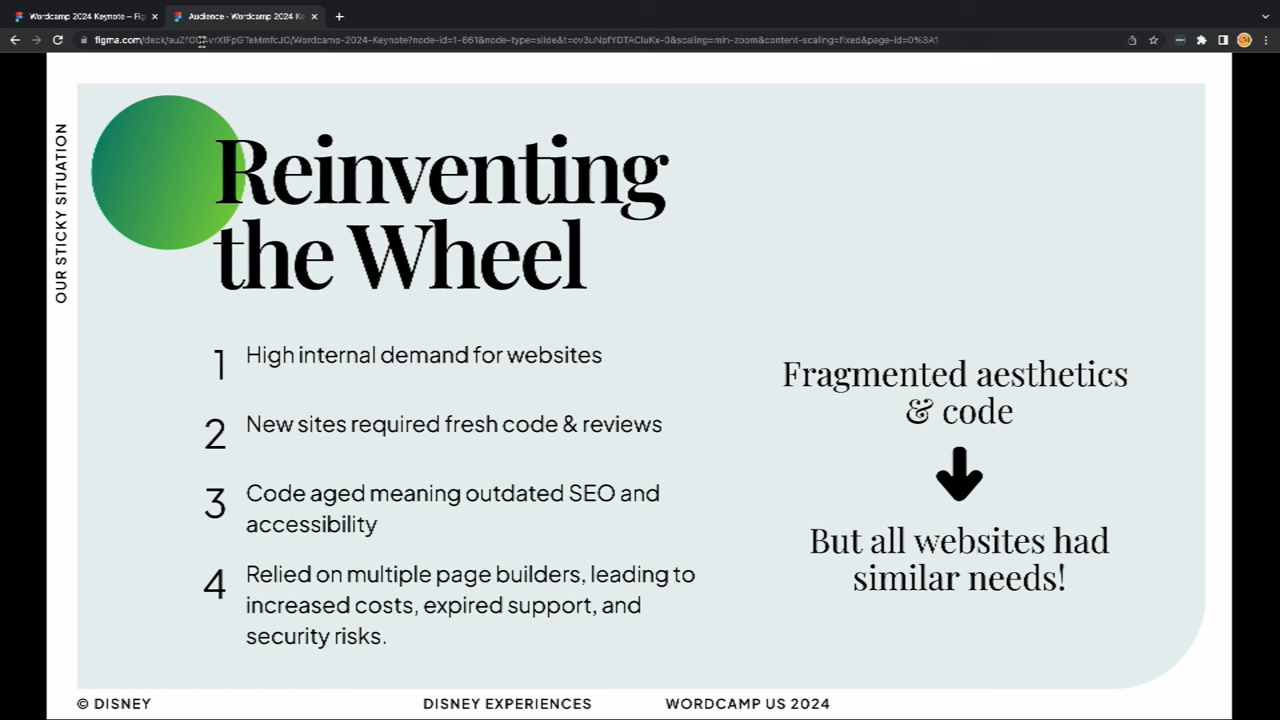 Wordcamp 2024 Keynote – Fig
Audience - Wordcamp 2024 Ke
OUR STICKY SITUATION
Reinventing
the Wheel
1 High internal demand for websites
2 New sites required fresh code & reviews
3 Code aged meaning outdated SEO and
accessibility
4 Relied on multiple page builders, leading to
increased costs, expired support, and
security risks.
Fragmented aesthetics
& code
But all websites had
similar needs!
© DISNEY
DISNEY EXPERIENCES
WORDCAMP US 2024